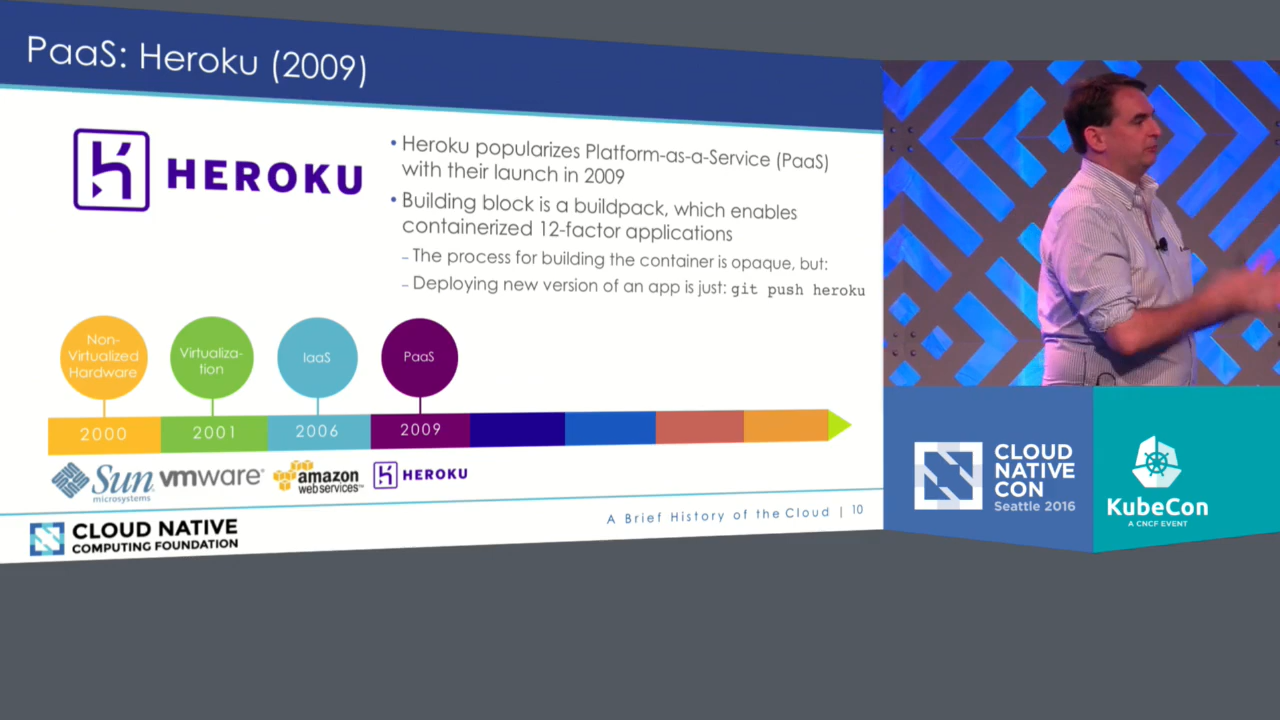 PaaS: Heroku (2009)
HEROKU
• Heroku popularizes Platform-as-a-Service (PaaS)
with their launch in 2009
• Building block is a buildpack, which enables
containerized 12-factor applications
– The process for building the container is opaque, but:
– Deploying new version of an app is just: git push heroku
Non-
Virtualized
Hardware
Virtualiza-
tion
IaaS
PaaS
2000
2001
2006
2009
Sun
microsystems
vmware®
amazon
web services™
HEROKU
CLOUD NATIVE
COMPUTING FOUNDATION
A Brief History of the Cloud | 10
CLOUD
NATIVE
CON
Seattle 2016
KubeCon
A CNCF EVENT